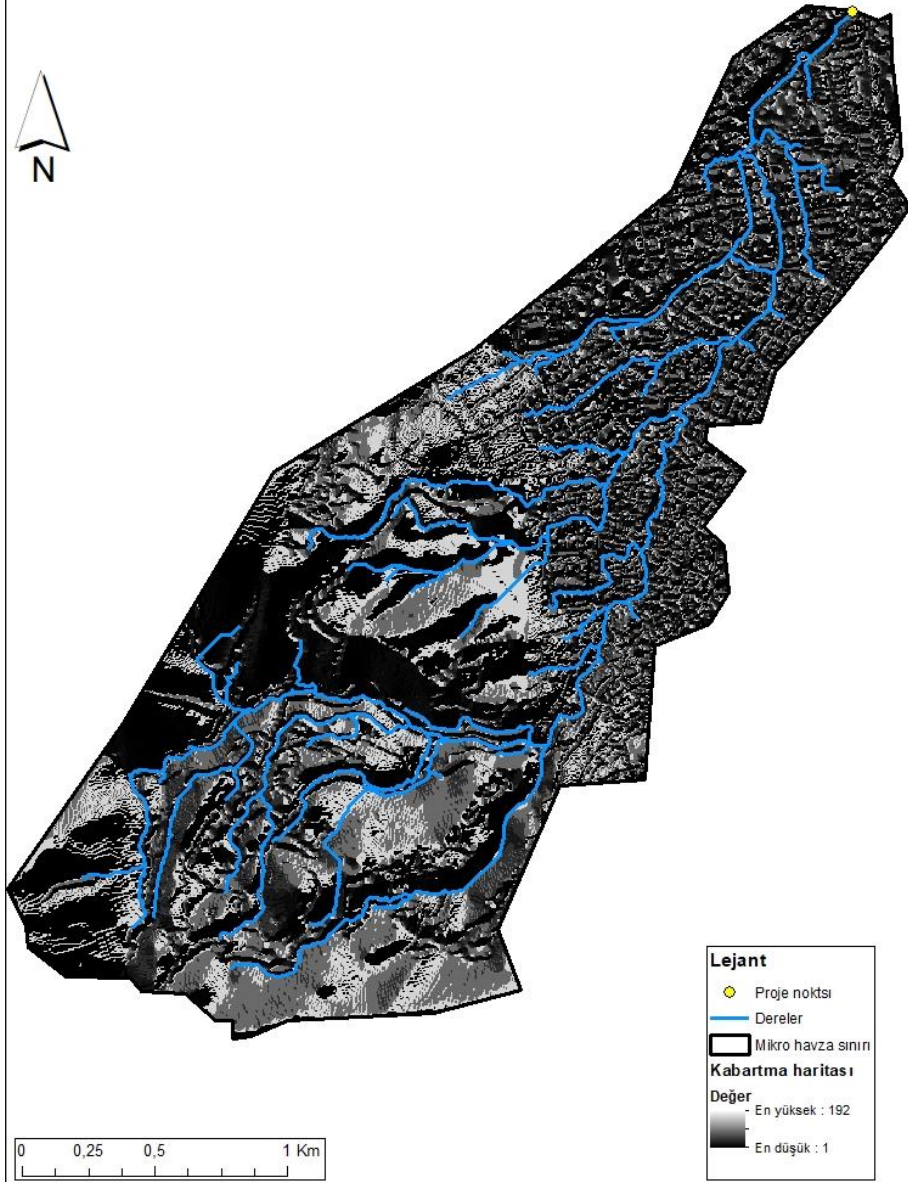 N
Lejant
Proje noktsı
Dereler
Mikro havza sınırı
Kabartma haritası
Değer
En yüksek : 192
En düşük : 1
0 0,25 0,5 1 Km